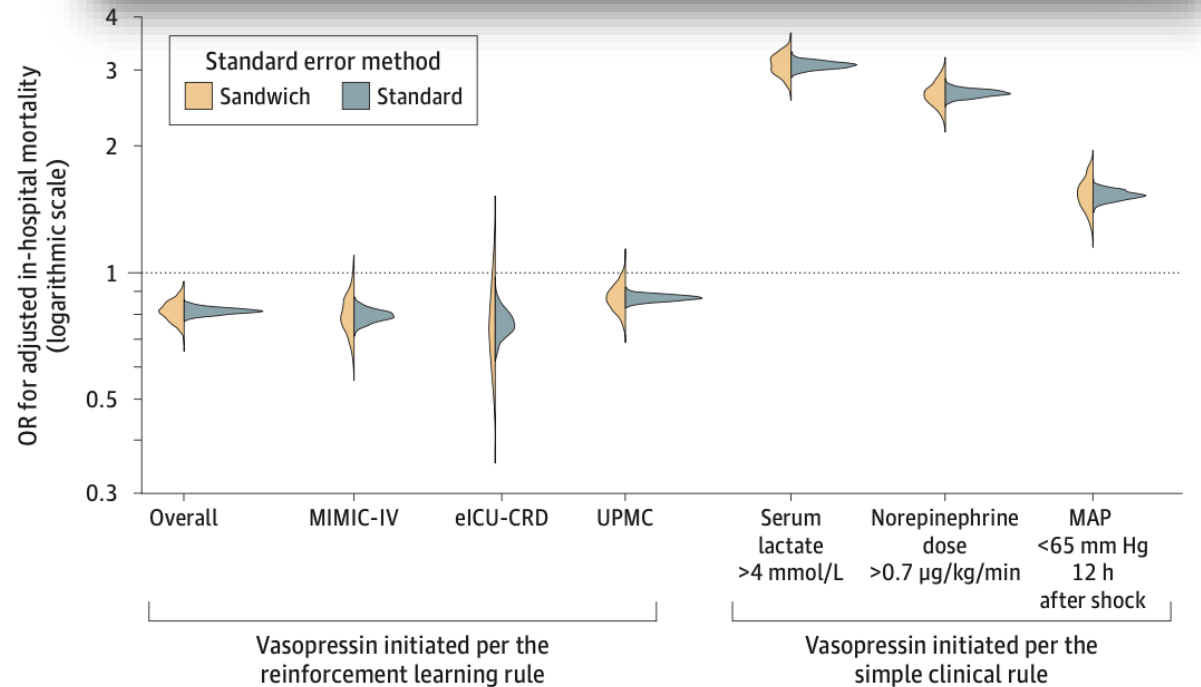 OR for adjusted in-hospital mortality
(logarithmic scale)
4
3
2
1
0.5
0.3
Standard error method
Sandwich
Standard
Overall
MIMIC-IV
eICU-CRD
UPMC
Serum
lactate
>4 mmol/L
Norepinephrine
dose
>0.7 μg/kg/min
MAP
<65 mm Hg
12 h
after shock
Vasopressin initiated per the
reinforcement learning rule
Vasopressin initiated per the
simple clinical rule